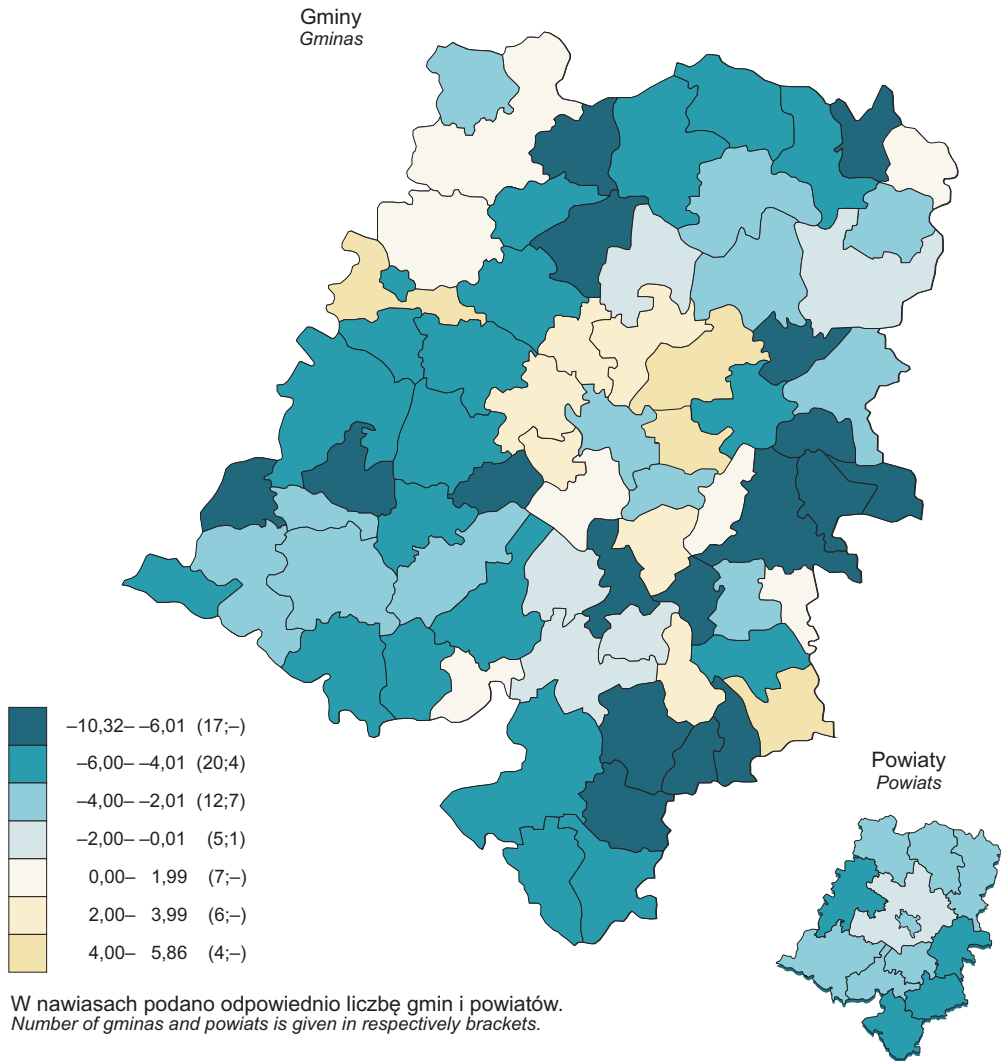 Gminy
Gminas
–10,32– –6,01 (17;–)
–6,00– –4,01 (20;4)
–4,00– –2,01 (12;7)
–2,00– –0,01 (5;1)
0,00– 1,99 (7;–)
2,00– 3,99 (6;–)
4,00– 5,86 (4;–)
Powiaty
Powiats
W nawiasach podano odpowiednio liczbę gmin i powiatów.
Number of gminas and powiats is given in respectively brackets.